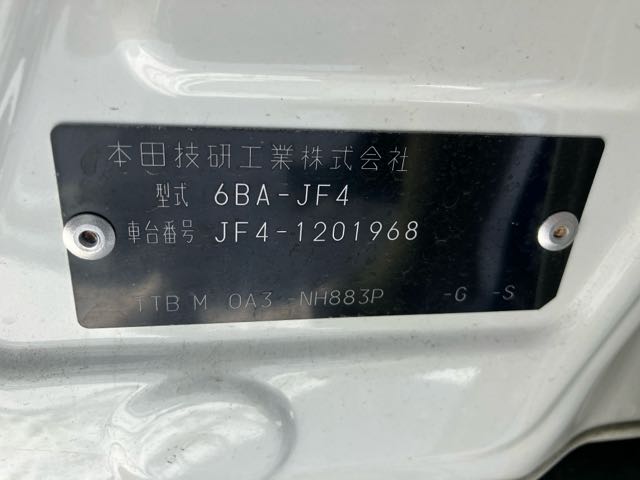 本田技研工業株式会社
型式 6BA-JF4
車台番号 JF4-1201968
TTB M OA3 -NH883P -G -S